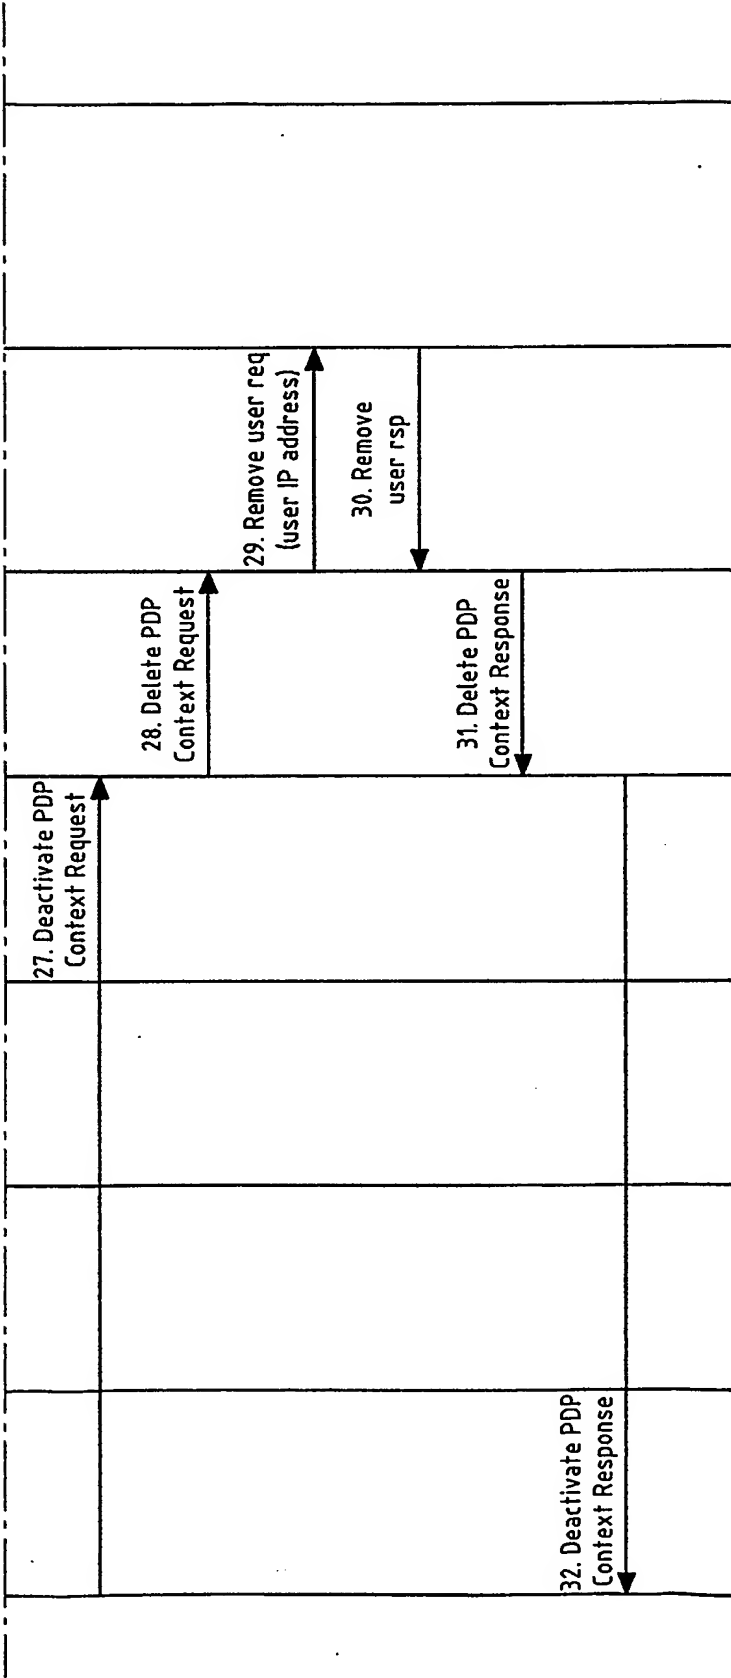 27. Deactivate PDP
Context Request
28. Delete PDP
Context Request
29. Remove user req
(user IP address)
30. Remove
user rsp
31. Delete PDP
Context Response
32. Deactivate PDP
Context Response